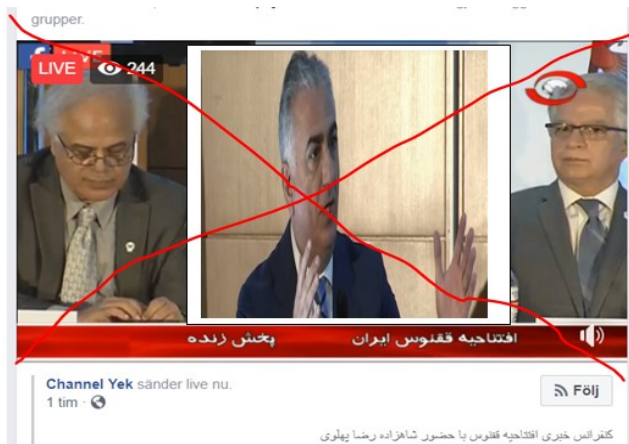 grupper.
LIVE
LIVE 244
افتتاحیه ققنوس ایران پخش زنده
Channel Yek sänder live nu.
Följ
1 tim ·
کنفرانس خبری افتتاحیه ققنوس با حضور شاهزاده رضا پهلوی